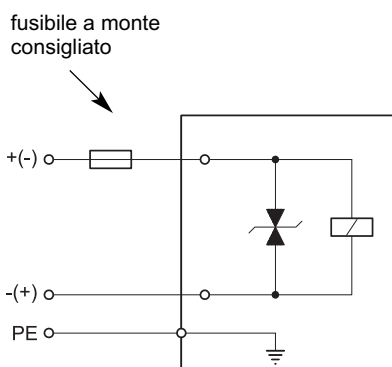 fusibile a monte
consigliato
+(-)
-(+)
PE